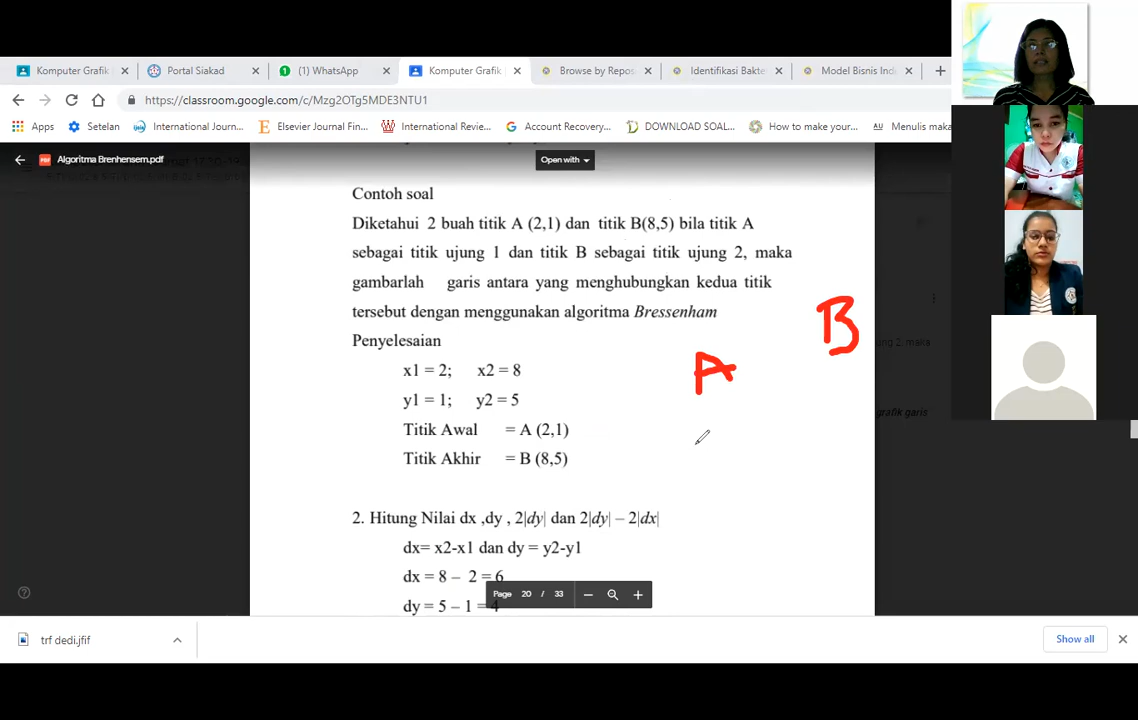 Komputer Grafik
Portal Siakad
(1) WhatsApp
Komputer Grafik
Browse by Repos
Identifikasi Bakte
Model Bisnis Ind
https://classroom.google.com/c/Mzg2OTg5MDE3NTU1
Apps
Setelan
International Journ...
Elsevier Journal Fin...
International Revie...
Account Recovery...
DOWNLOAD SOAL...
How to make your...
Menulis maka
Algoritma Brenhensem.pdf
Open with
Contoh soal
Diketahui 2 buah titik A (2,1) dan titik B(8,5) bila titik A
sebagai titik ujung 1 dan titik B sebagai titik ujung 2, maka
gambarlah garis antara yang menghubungkan kedua titik
tersebut dengan menggunakan algoritma Bressenham
B
Penyelesaian
ung 2, maka
x1 = 2; x2 = 8
A
y1 = 1; y2 = 5
grafik garis
Titik Awal = A (2,1)
Titik Akhir = B (8,5)
2. Hitung Nilai dx ,dy , 2|dy| dan 2|dy| – 2|dx|
dx= x2-x1 dan dy = y2-y1
dx = 8 – 2 = 6
Page 20 / 33
dy = 5 – 1 = 4
trf dedi.jfif
Show all